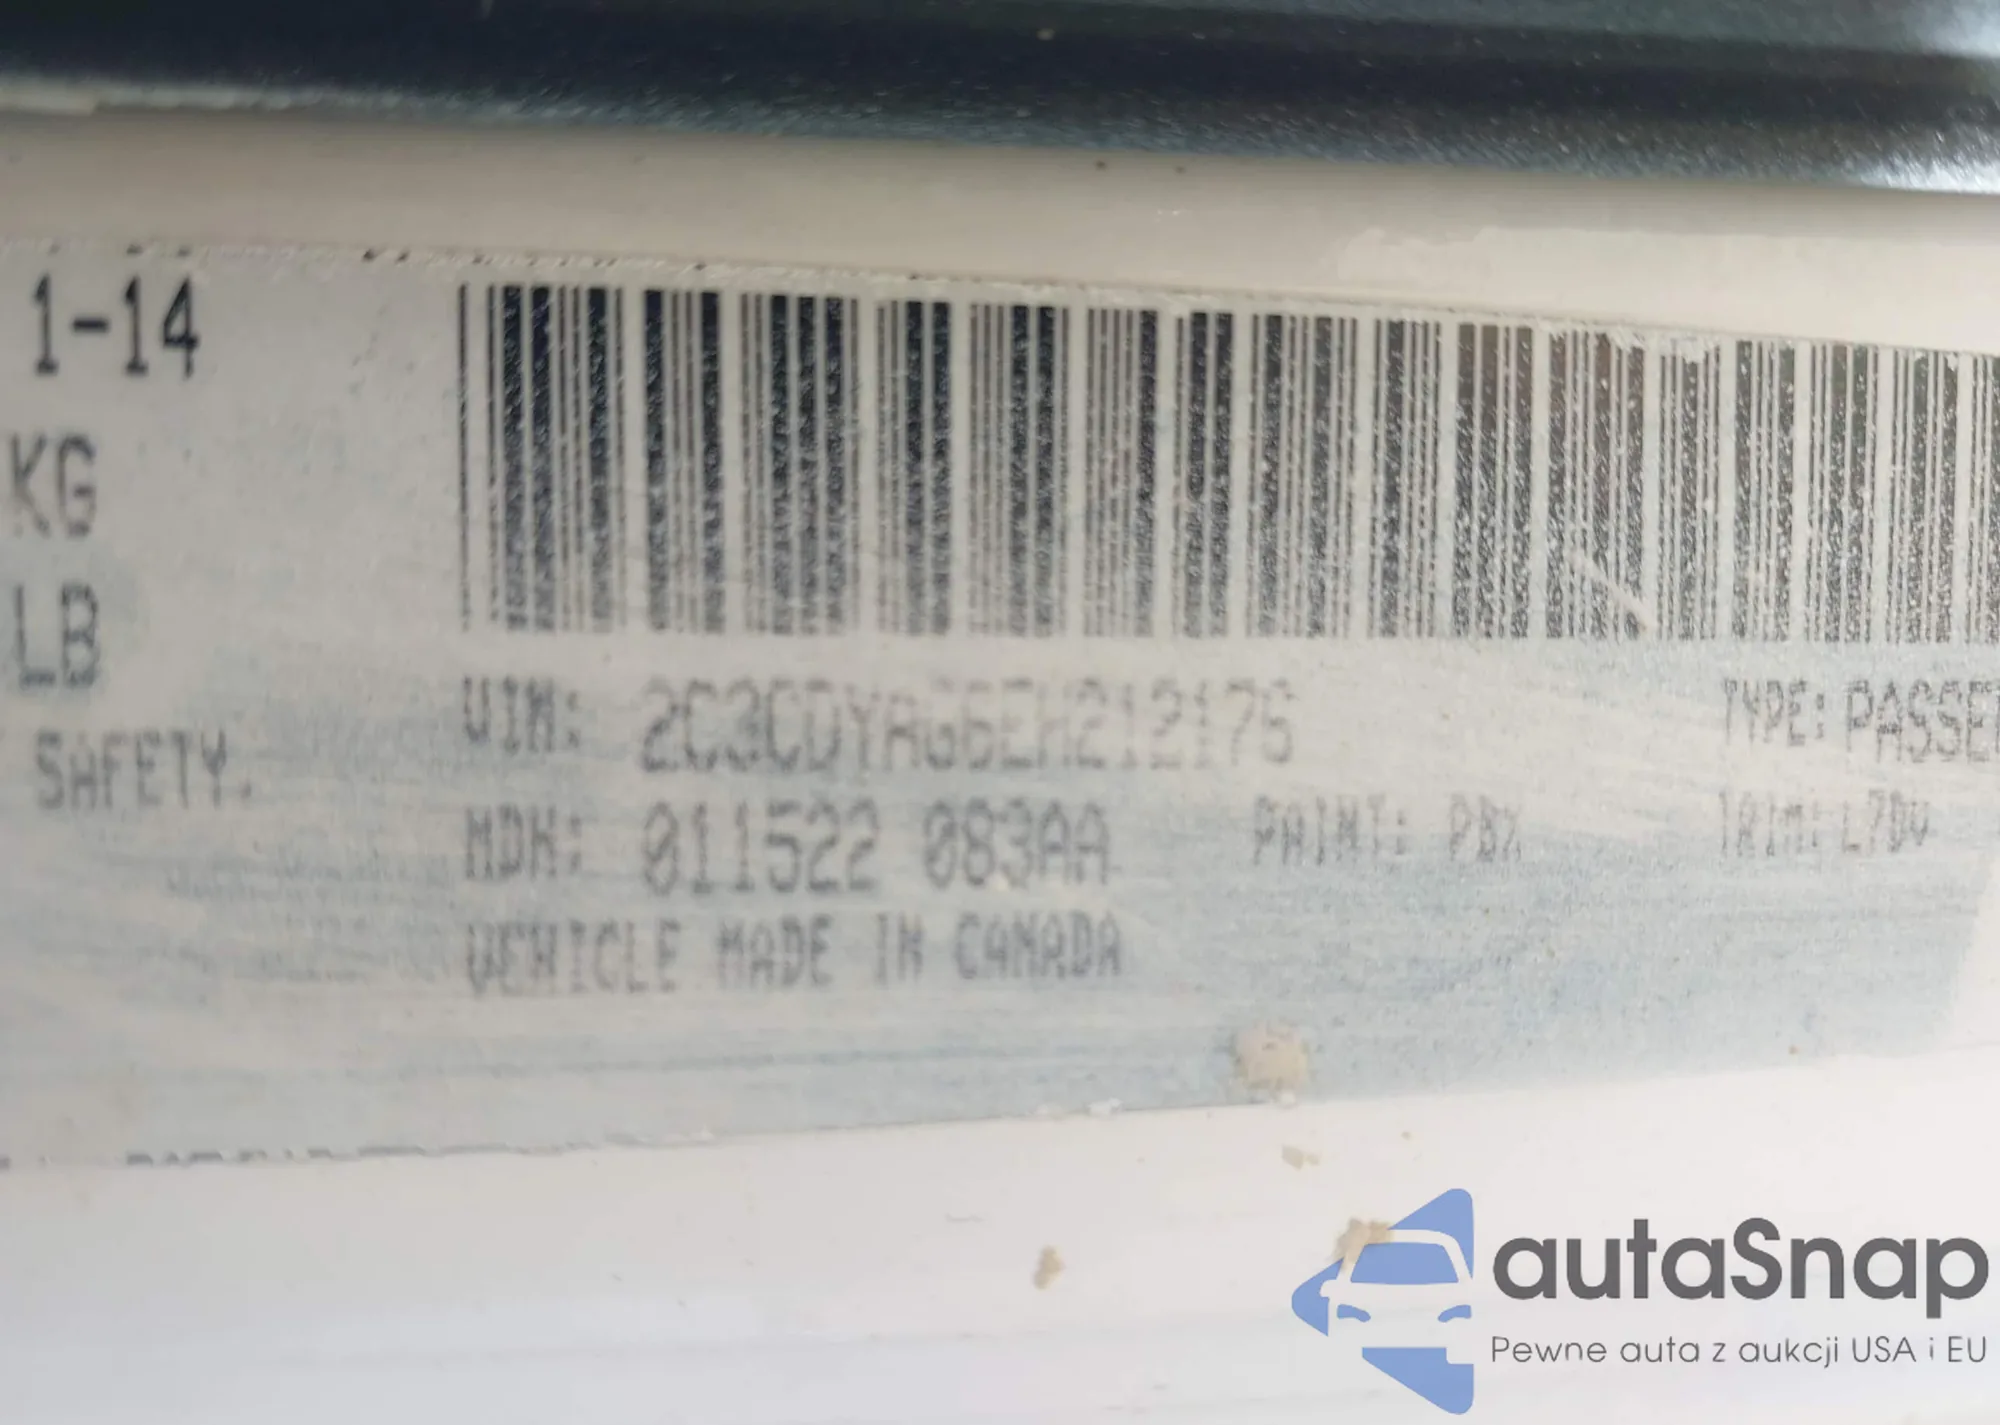 1-14
KG
LB
SAFETY.
VIN: 2C3CDYAG6EH212176
TYPE: PASSE
MDH: 011522 083AA
PAINT: PBX
TRIM: L7DV
VEHICLE MADE IN CANADA
autaSnap
Pewne auta z aukcji USA i EU